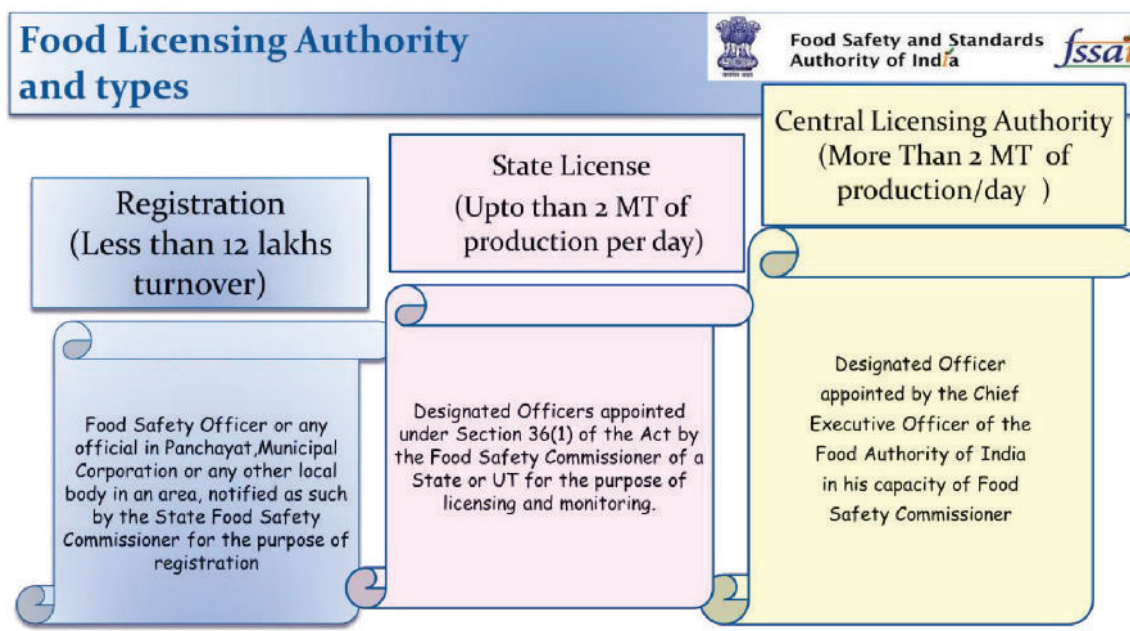 Food Licensing Authority
and types
Food Safety and Standards
Authority of India
fssai
Registration
(Less than 12 lakhs
turnover)
State License
(Upto than 2 MT of
production per day)
Central Licensing Authority
(More Than 2 MT of
production/day )
Food Safety Officer or any
official in Panchayat,Municipal
Corporation or any other local
body in an area, notified as such
by the State Food Safety
Commissioner for the purpose of
registration
Designated Officers appointed
under Section 36(1) of the Act by
the Food Safety Commissioner of a
State or UT for the purpose of
licensing and monitoring.
Designated Officer
appointed by the Chief
Executive Officer of the
Food Authority of India
in his capacity of Food
Safety Commissioner